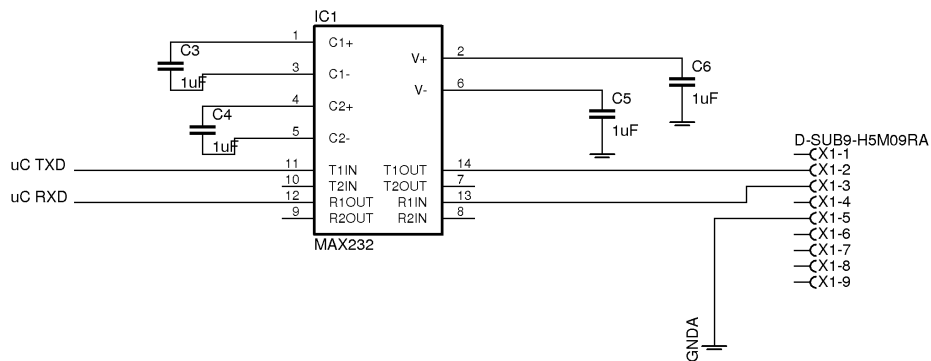 IC1
1
C1+
C3
2
V+
3
C1-
C6
1uF
6
V-
4
C2+
C4
C5
1uF
1uF
1uF
5
C2-
D-SUB9-H5M09RA
X1-1
uC TXD
11
T1IN
T1OUT
14
X1-2
10
T2IN
T2OUT
7
X1-3
uC RXD
12
R1OUT
R1IN
13
X1-4
9
R2OUT
R2IN
8
X1-5
MAX232
X1-6
X1-7
X1-8
X1-9
GNDA